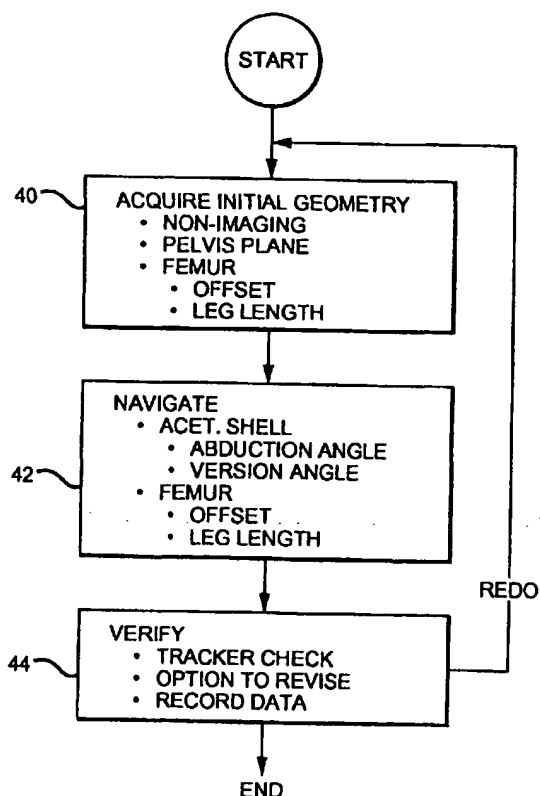 START
40
ACQUIRE INITIAL GEOMETRY
• NON-IMAGING
• PELVIS PLANE
• FEMUR
• OFFSET
• LEG LENGTH
42
NAVIGATE
• ACET. SHELL
• ABDUCTION ANGLE
• VERSION ANGLE
• FEMUR
• OFFSET
• LEG LENGTH
REDO
44
VERIFY
• TRACKER CHECK
• OPTION TO REVISE
• RECORD DATA
END